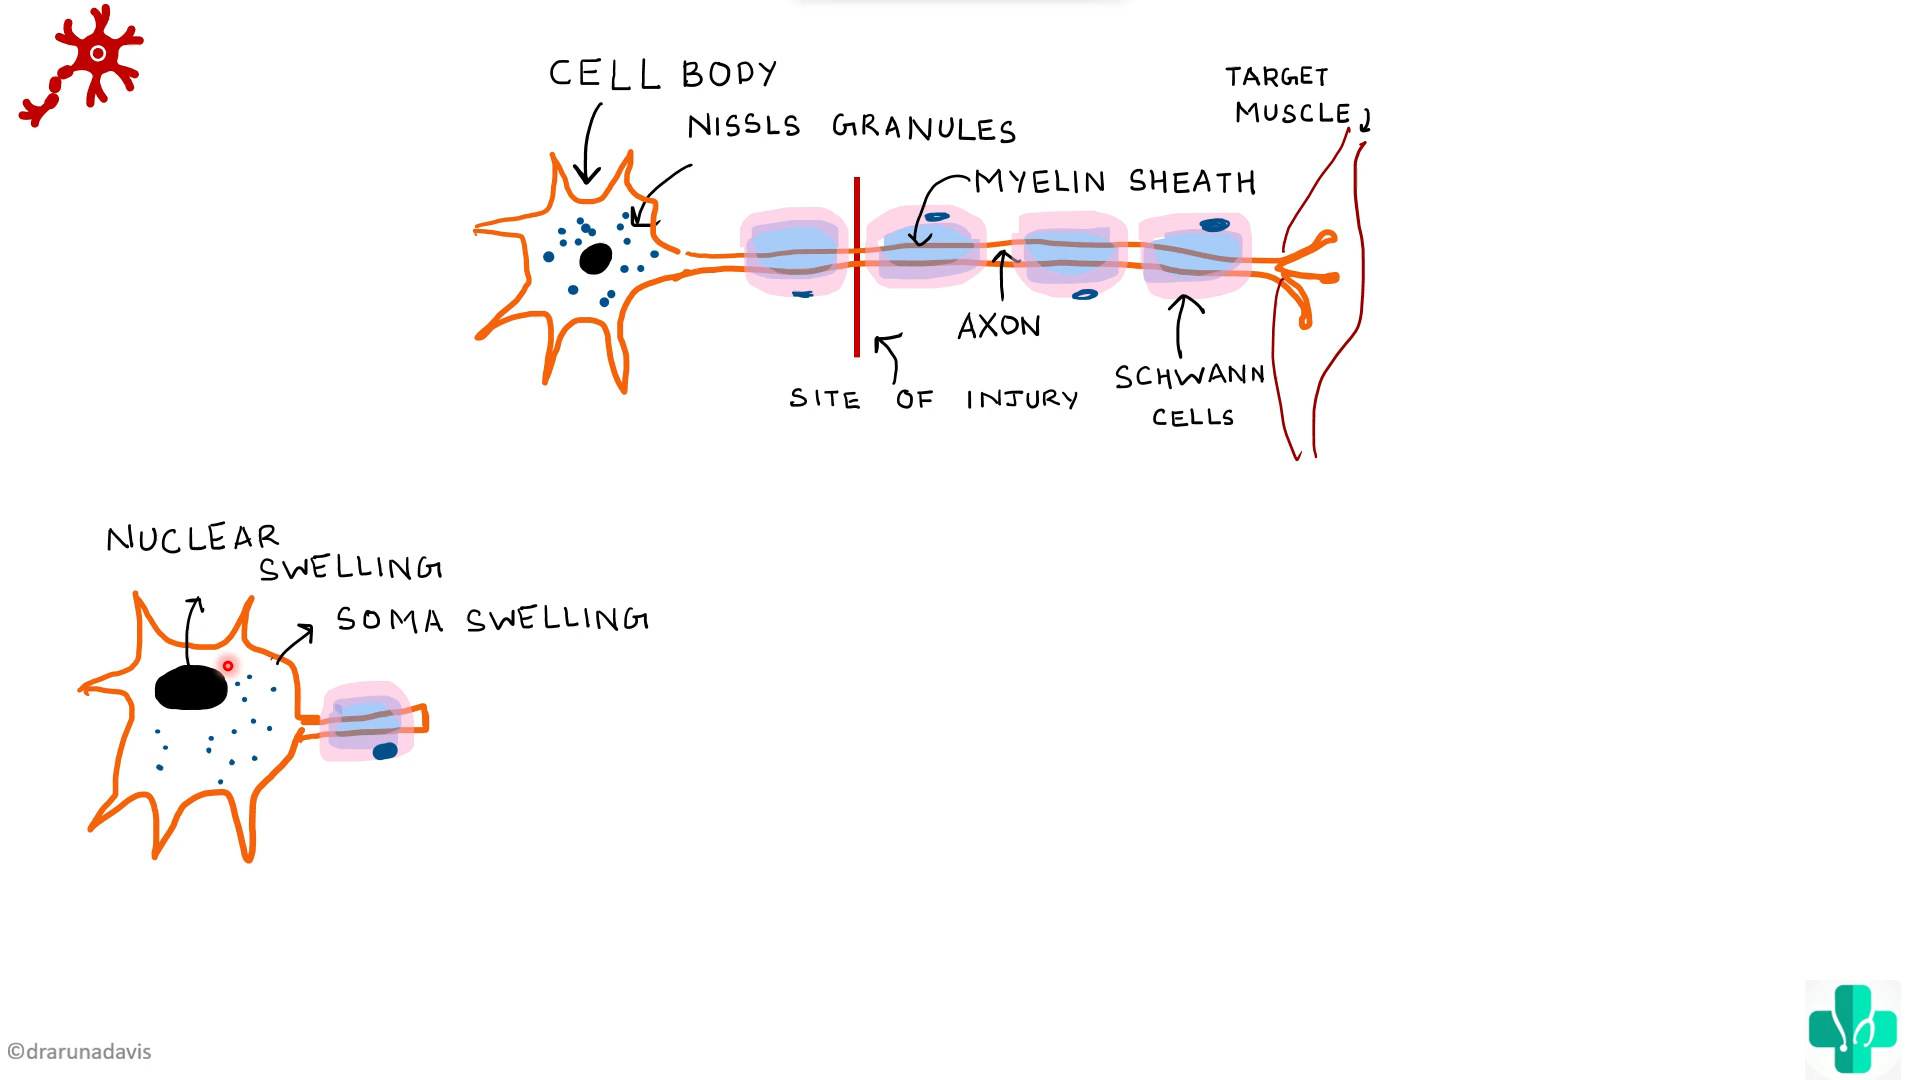 CELL BODY
NISSLS GRANULES
TARGET
MUSCLE
MYELIN SHEATH
AXON
SITE OF INJURY
SCHWANN
CELLS
NUCLEAR
SWELLING
SOMA SWELLING
©drarunadavis